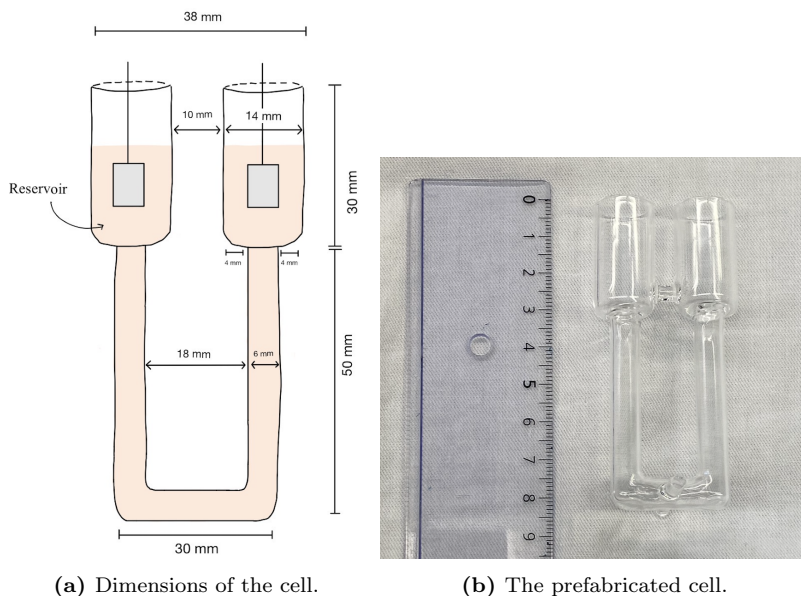 38 mm
10 mm
14 mm
Reservoir
30 mm
4 mm
4 mm
18 mm
6 mm
50 mm
30 mm
0
1
2
3
4
5
6
7
8
9
(a) Dimensions of the cell.
(b) The prefabricated cell.